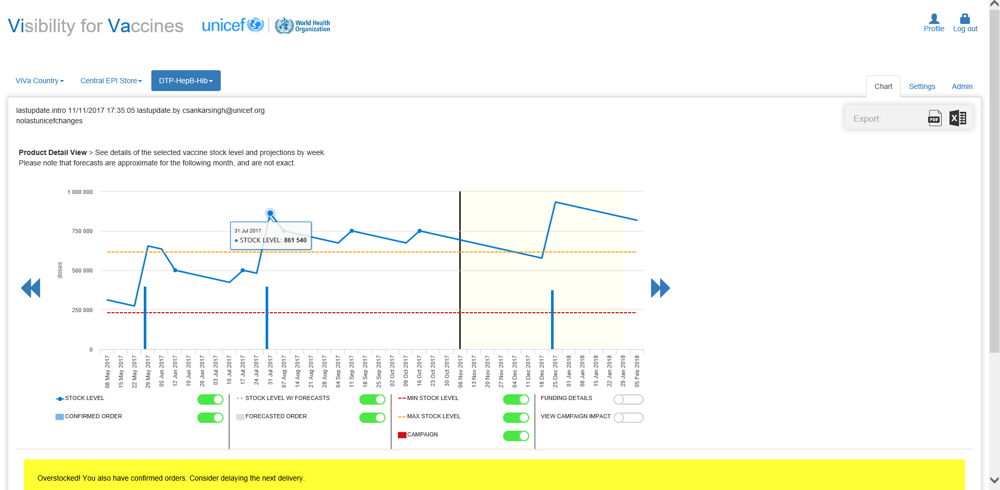 Visibility for Vaccines
unicef
World Health
Organization
Profile
Log out
ViVa Country
Central EPI Store
DTP-HepB-Hib
Chart
Settings
Admin
lastupdate.intro 11/11/2017 17:35:05 lastupdate.by csankarsingh@unicef.org
nolastunicefchanges
Export:
PDF
X
Product Detail View > See details of the selected vaccine stock level and projections by week.
Please note that forecasts are approximate for the following month, and are not exact.
1 000 000
750 000
500 000
250 000
0
doses
31 Jul 2017
STOCK LEVEL: 861 540
08 May 2017
15 May 2017
22 May 2017
29 May 2017
05 Jun 2017
12 Jun 2017
19 Jun 2017
26 Jun 2017
03 Jul 2017
10 Jul 2017
17 Jul 2017
24 Jul 2017
31 Jul 2017
07 Aug 2017
14 Aug 2017
21 Aug 2017
28 Aug 2017
04 Sep 2017
11 Sep 2017
18 Sep 2017
25 Sep 2017
02 Oct 2017
09 Oct 2017
16 Oct 2017
23 Oct 2017
30 Oct 2017
06 Nov 2017
13 Nov 2017
20 Nov 2017
27 Nov 2017
04 Dec 2017
11 Dec 2017
18 Dec 2017
25 Dec 2017
01 Jan 2018
08 Jan 2018
15 Jan 2018
22 Jan 2018
29 Jan 2018
05 Feb 2018
STOCK LEVEL
CONFIRMED ORDER
STOCK LEVEL W/ FORECASTS
FORECASTED ORDER
MIN STOCK LEVEL
MAX STOCK LEVEL
CAMPAIGN
FUNDING DETAILS
VIEW CAMPAIGN IMPACT
Overstocked! You also have confirmed orders. Consider delaying the next delivery.